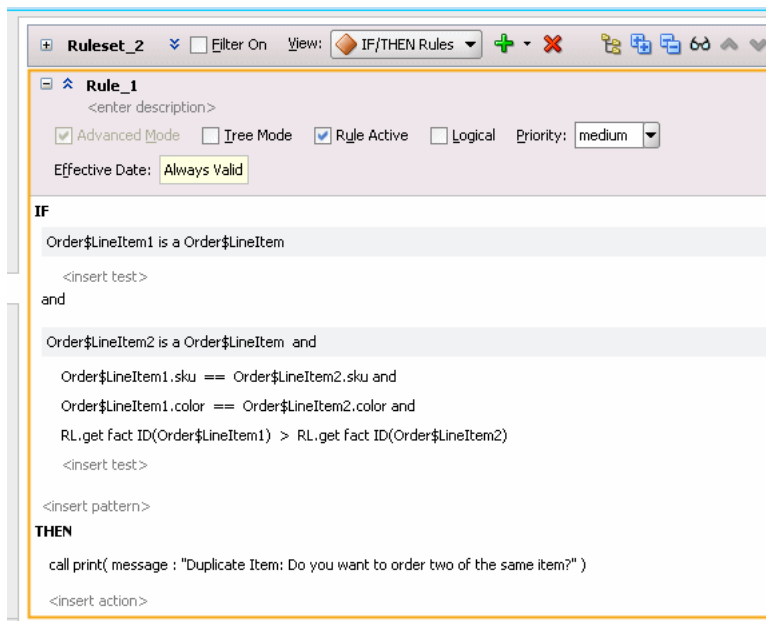 Ruleset_2 Filter On View: IF/THEN Rules
Rule_1
<enter description>
Advanced Mode Tree Mode Rule Active Logical Priority: medium
Effective Date: Always Valid
IF
Order$LineItem1 is a Order$LineItem
<insert test>
and
Order$LineItem2 is a Order$LineItem and
Order$LineItem1.sku == Order$LineItem2.sku and
Order$LineItem1.color == Order$LineItem2.color and
RL.get fact ID(Order$LineItem1) > RL.get fact ID(Order$LineItem2)
<insert test>
<insert pattern>
THEN
call print( message : "Duplicate Item: Do you want to order two of the same item?" )
<insert action>